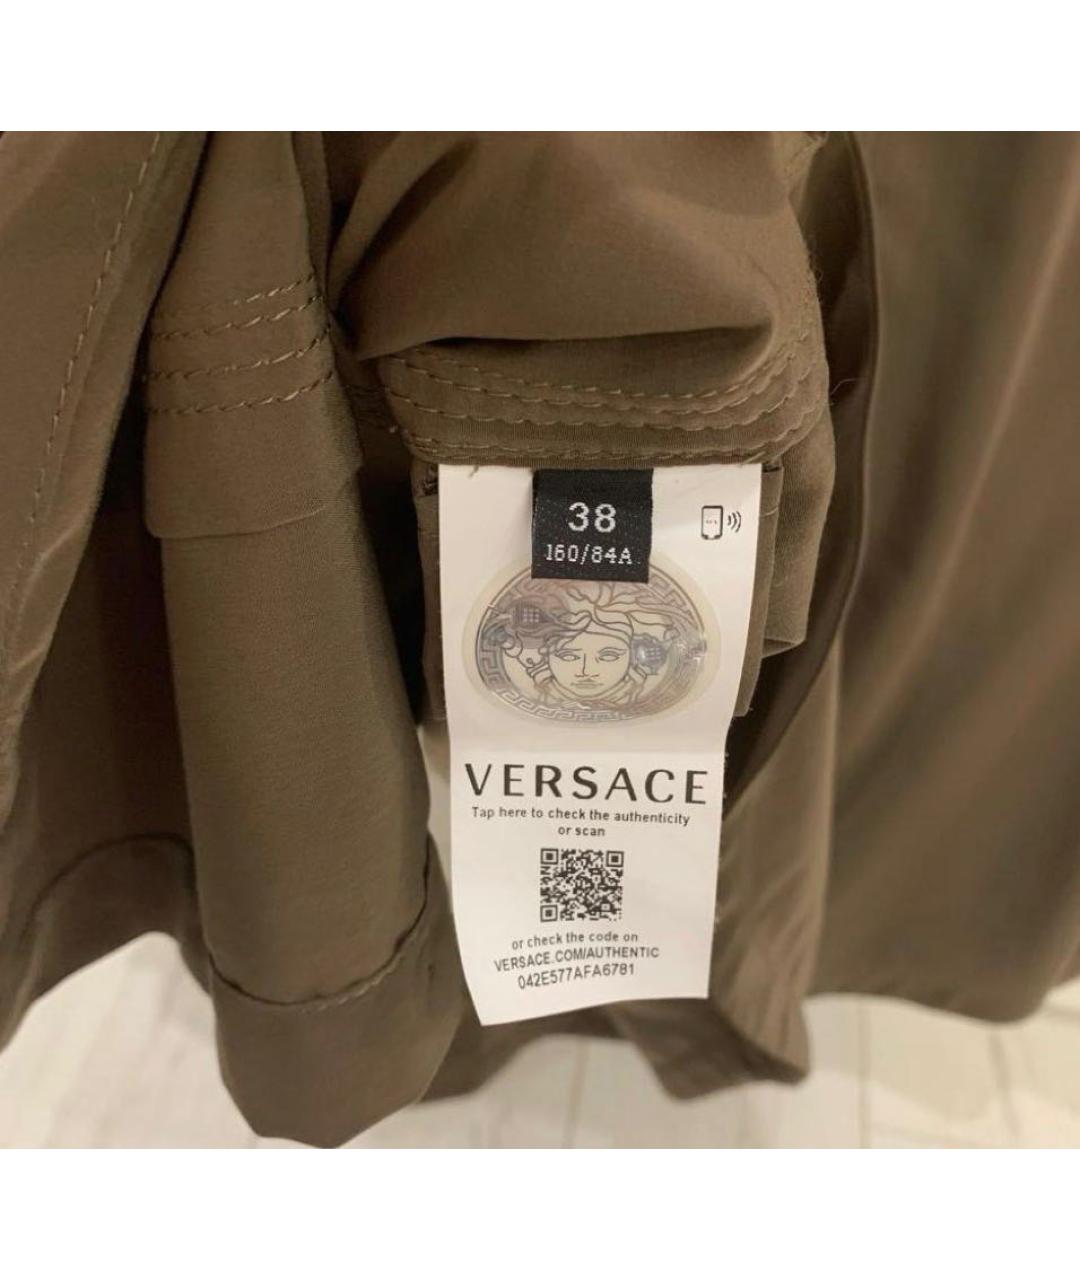 38
160/84A
VERSACE
Tap here to check the authenticity
or scan
or check the code on
VERSACE.COM/AUTHENTIC
042E577AFA6781